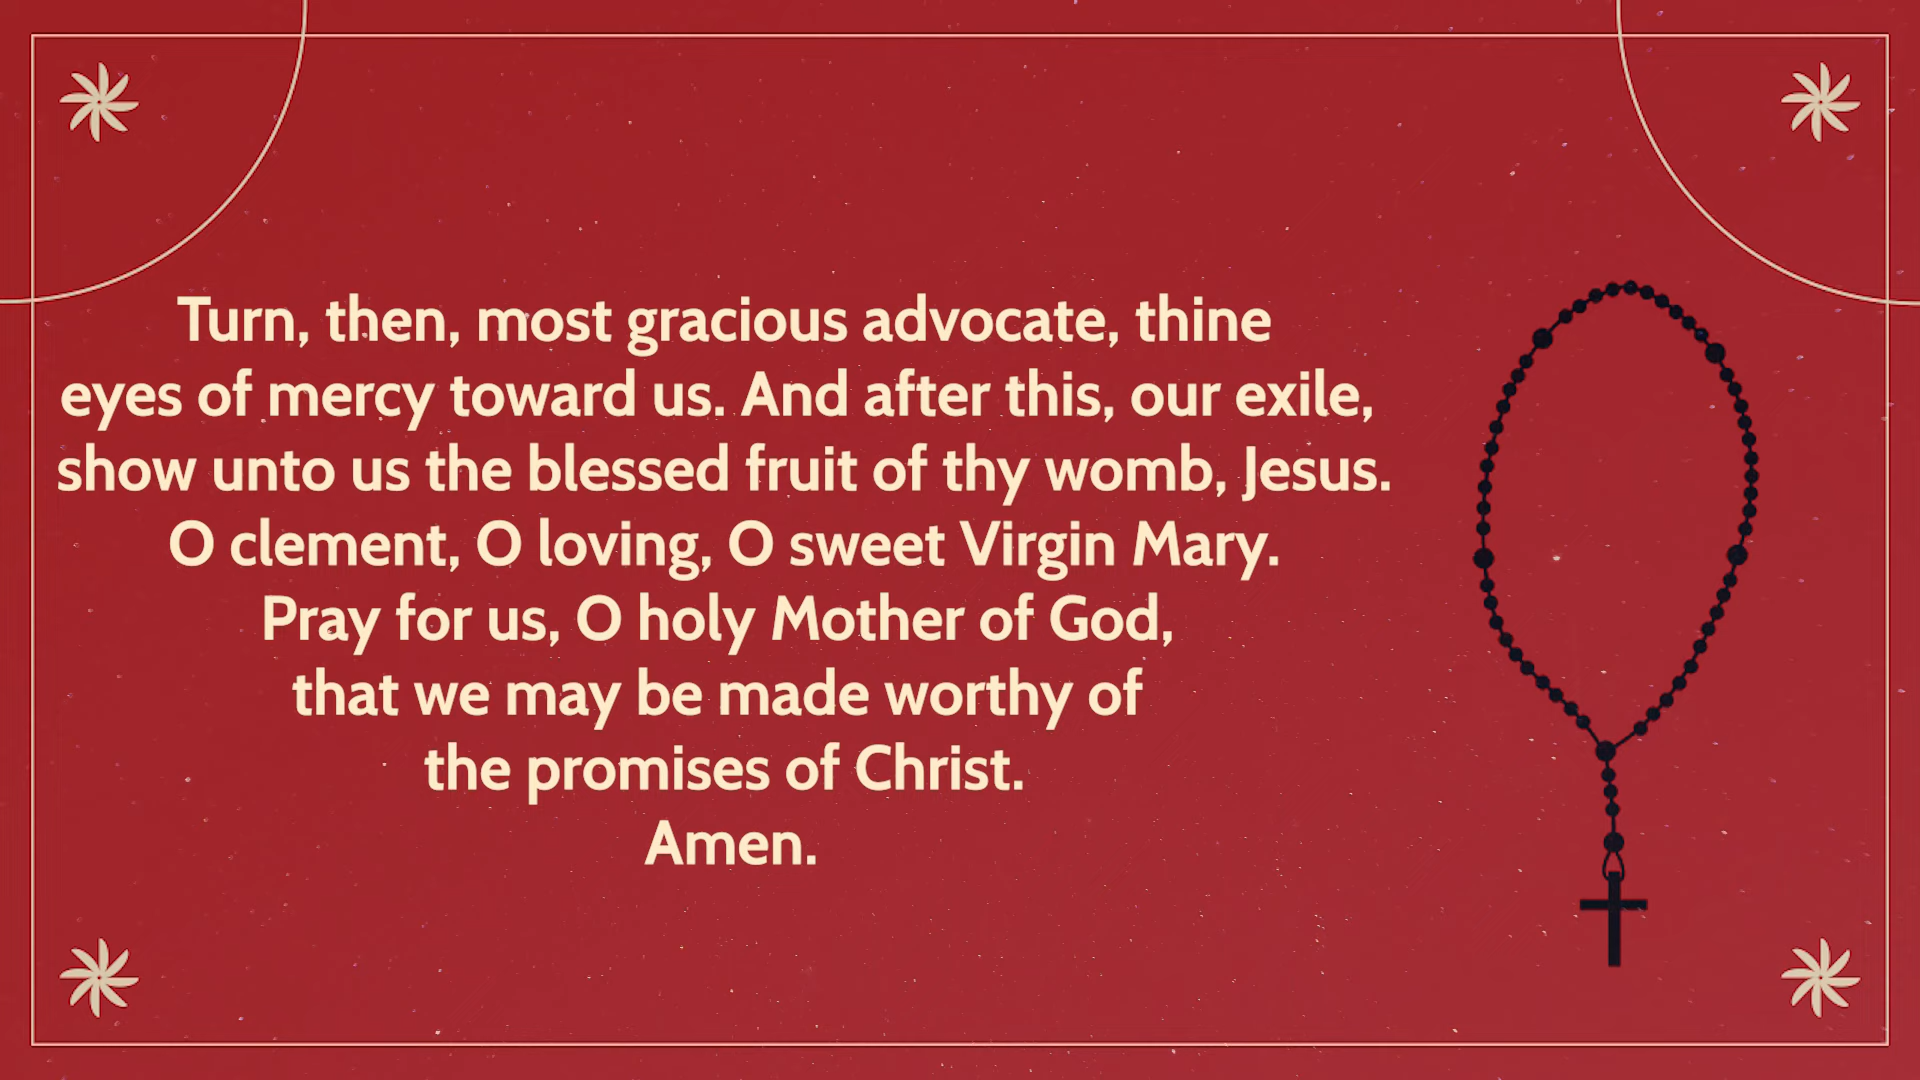 Turn, then, most gracious advocate, thine
eyes of mercy toward us. And after this, our exile,
show unto us the blessed fruit of thy womb, Jesus.
O clement, O loving, O sweet Virgin Mary.
Pray for us, O holy Mother of God,
that we may be made worthy of
the promises of Christ.
Amen.